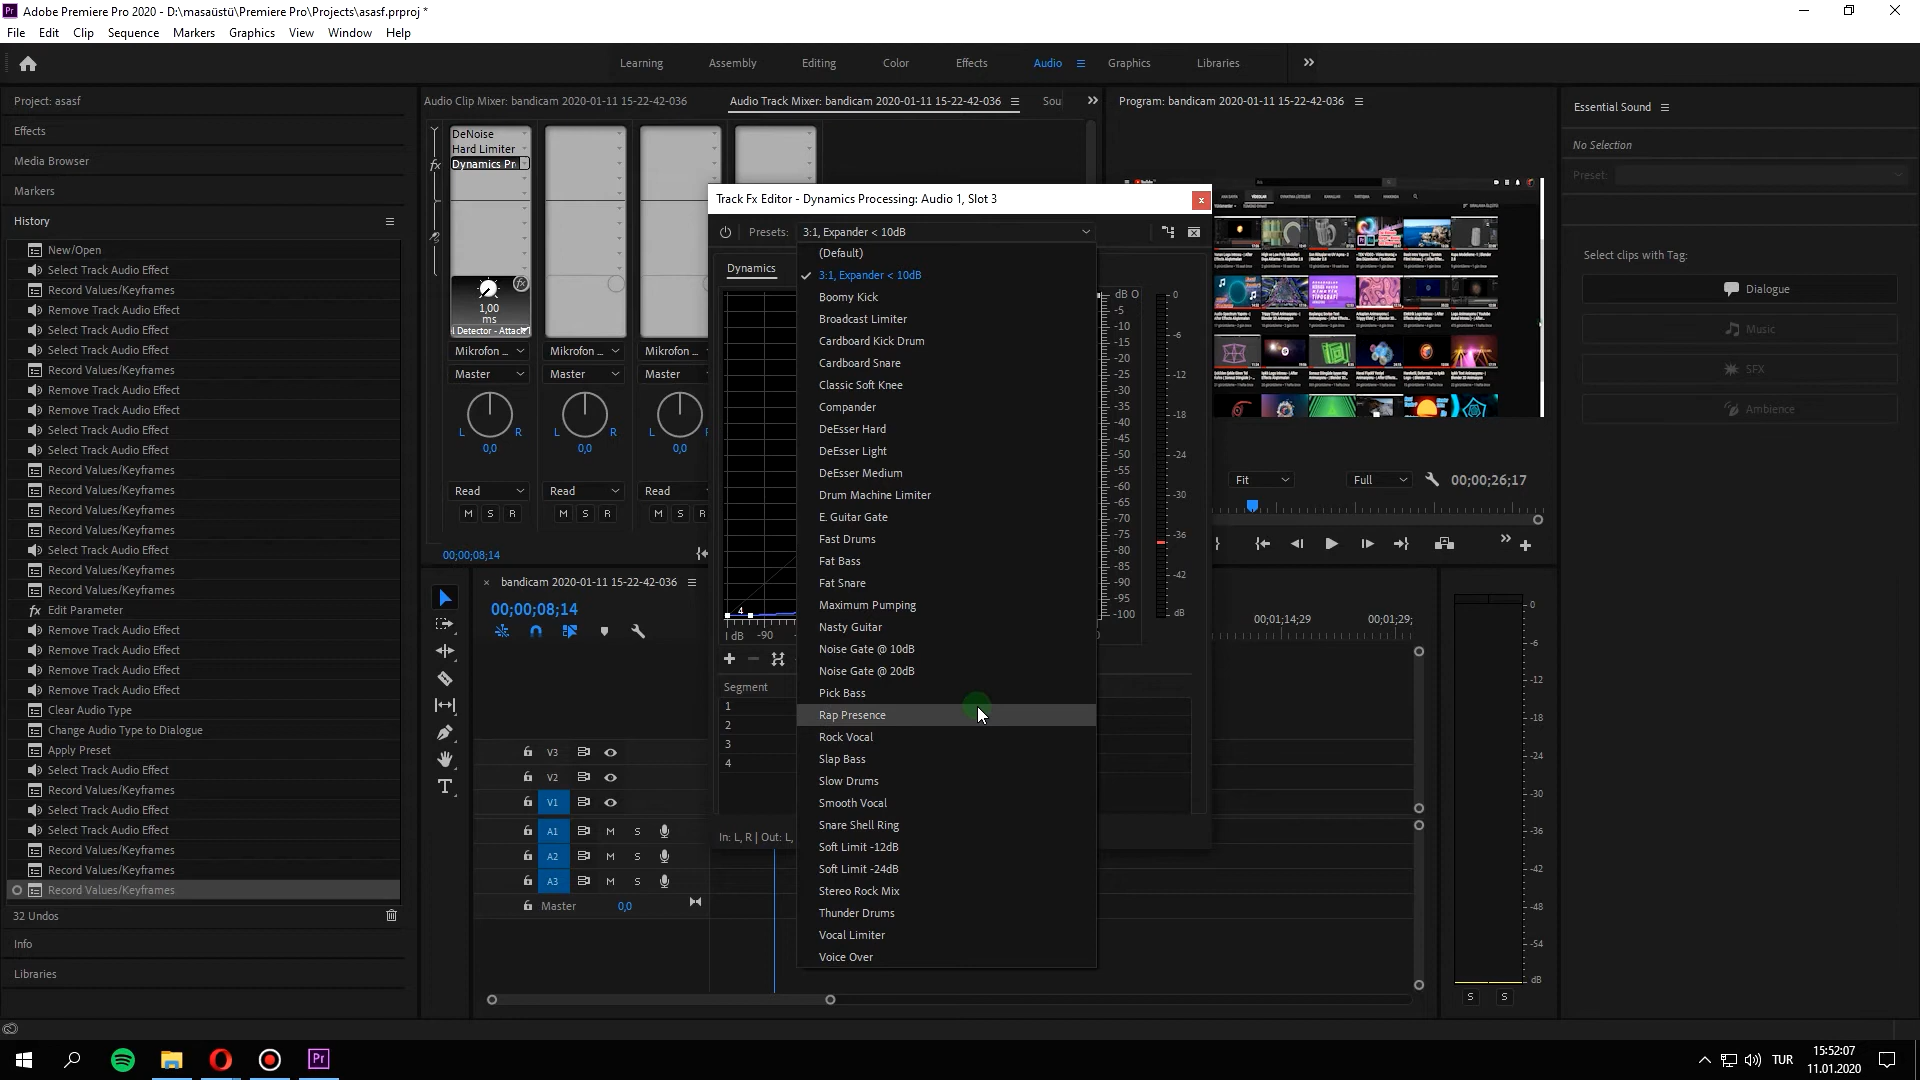 Adobe Premiere Pro 2020 - D:\masaüstü\Premiere Pro\Projects\asasf.prproj *
File Edit Clip Sequence Markers Graphics View Window Help
Learning Assembly Editing Color Effects Audio Graphics Libraries
Project: asasf
Effects
Media Browser
Markers
History
New/Open
Select Track Audio Effect
Record Values/Keyframes
Remove Track Audio Effect
Select Track Audio Effect
Select Track Audio Effect
Record Values/Keyframes
Remove Track Audio Effect
Remove Track Audio Effect
Select Track Audio Effect
Select Track Audio Effect
Record Values/Keyframes
Record Values/Keyframes
Record Values/Keyframes
Record Values/Keyframes
Select Track Audio Effect
Record Values/Keyframes
Record Values/Keyframes
Edit Parameter
Remove Track Audio Effect
Remove Track Audio Effect
Remove Track Audio Effect
Remove Track Audio Effect
Clear Audio Type
Change Audio Type to Dialogue
Apply Preset
Select Track Audio Effect
Record Values/Keyframes
Select Track Audio Effect
Select Track Audio Effect
Record Values/Keyframes
Record Values/Keyframes
Record Values/Keyframes
32 Undos
Info
Libraries
Audio Clip Mixer: bandicam 2020-01-11 15-22-42-036
Audio Track Mixer: bandicam 2020-01-11 15-22-42-036
Sou
DeNoise
Hard Limiter
Dynamics Pr
1,00
ms
l Detector - Attack
Mikrofon ... Mikrofon ... Mikrofon ...
Master Master Master
L R L R L R
0,0 0,0 0,0
Read Read Read
M S R M S R M S R
00;00;08;14
Track Fx Editor - Dynamics Processing: Audio 1, Slot 3
Presets: 3:1, Expander < 10dB
Dynamics
(Default)
3:1, Expander < 10dB
Boomy Kick
Broadcast Limiter
Cardboard Kick Drum
Cardboard Snare
Classic Soft Knee
Compander
DeEsser Hard
DeEsser Light
DeEsser Medium
Drum Machine Limiter
E. Guitar Gate
Fast Drums
Fat Bass
Fat Snare
Maximum Pumping
Nasty Guitar
Noise Gate @ 10dB
Noise Gate @ 20dB
Pick Bass
Rap Presence
Rock Vocal
Slap Bass
Slow Drums
Smooth Vocal
Snare Shell Ring
Soft Limit -12dB
Soft Limit -24dB
Stereo Rock Mix
Thunder Drums
Vocal Limiter
Voice Over
4
I dB -90
Segment
1
2
3
4
In: L, R | Out: L,
dB O
-5
-10
-15
-20
-25
-30
-35
-40
-45
-50
-55
-60
-65
-70
-75
-80
-85
-90
-95
-100
0
0
-6
-12
-18
-24
-30
-36
-42
dB
Program: bandicam 2020-01-11 15-22-42-036
Fit Full 00;00;26;17
bandicam 2020-01-11 15-22-42-036
00;00;08;14
00;01;14;29 00;01;29;
V3
V2
V1
A1 M S
A2 M S
A3 M S
Master 0,0
0
-6
-12
-18
-24
-30
-36
-42
-48
-54
dB
S S
Essential Sound
No Selection
Preset:
Select clips with Tag:
Dialogue
Music
SFX
Ambience
TUR
15:52:07
11.01.2020